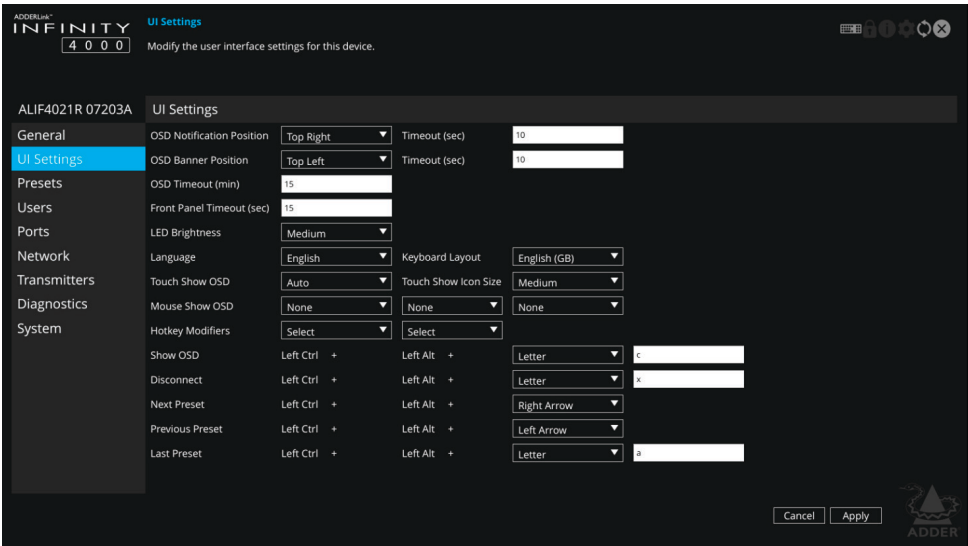 ADDERLink™ UI Settings
INFINITY
4000 Modify the user interface settings for this device.
ALIF4021R 07203A UI Settings
General OSD Notification Position Top Right Timeout (sec) 10
UI Settings OSD Banner Position Top Left Timeout (sec) 10
Presets OSD Timeout (min) 15
Users Front Panel Timeout (sec) 15
Ports LED Brightness Medium
Network Language English Keyboard Layout English (GB)
Transmitters Touch Show OSD Auto Touch Show Icon Size Medium
Diagnostics Mouse Show OSD None None None
System Hotkey Modifiers Select Select
Show OSD Left Ctrl + Left Alt + Letter c
Disconnect Left Ctrl + Left Alt + Letter x
Next Preset Left Ctrl + Left Alt + Right Arrow
Previous Preset Left Ctrl + Left Alt + Left Arrow
Last Preset Left Ctrl + Left Alt + Letter a
Cancel Apply
ADDER